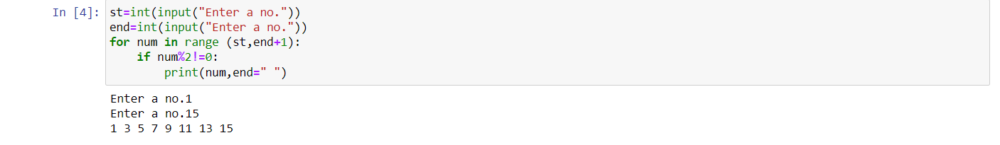 In [4]: st=int(input("Enter a no."))
end=int(input("Enter a no."))
for num in range (st,end+1):
    if num%2!=0:
        print(num,end=" ")
Enter a no.1
Enter a no.15
1 3 5 7 9 11 13 15